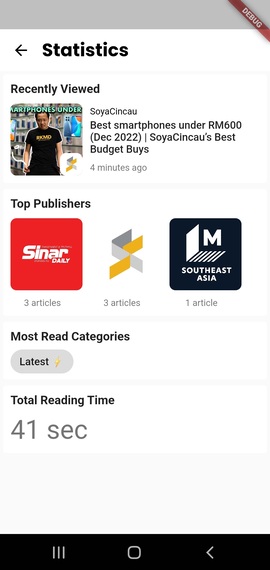 DEBUG
Statistics
Recently Viewed
SMARTPHONES UNDER
SoyaCincau
Best smartphones under RM600
(Dec 2022) | SoyaCincau's Best
Budget Buys
4 minutes ago
Top Publishers
Sinar
DAILY
M
SOUTHEAST
ASIA
3 articles
3 articles
1 article
Most Read Categories
Latest ⚡
Total Reading Time
41 sec